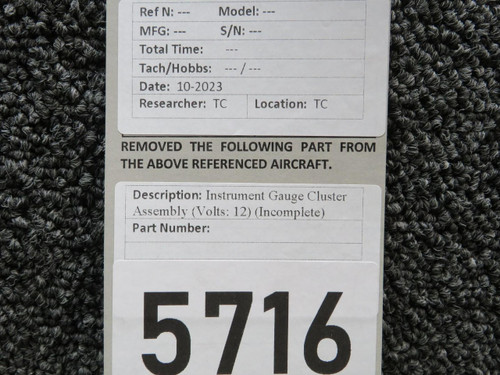 Ref N: --- Model: ---
MFG: --- S/N: ---
Total Time: ---
Tach/Hobbs: --- / ---
Date: 10-2023
Researcher: TC Location: TC
REMOVED THE FOLLOWING PART FROM
THE ABOVE REFERENCED AIRCRAFT.
Description: Instrument Gauge Cluster
Assembly (Volts: 12) (Incomplete)
Part Number:
5716